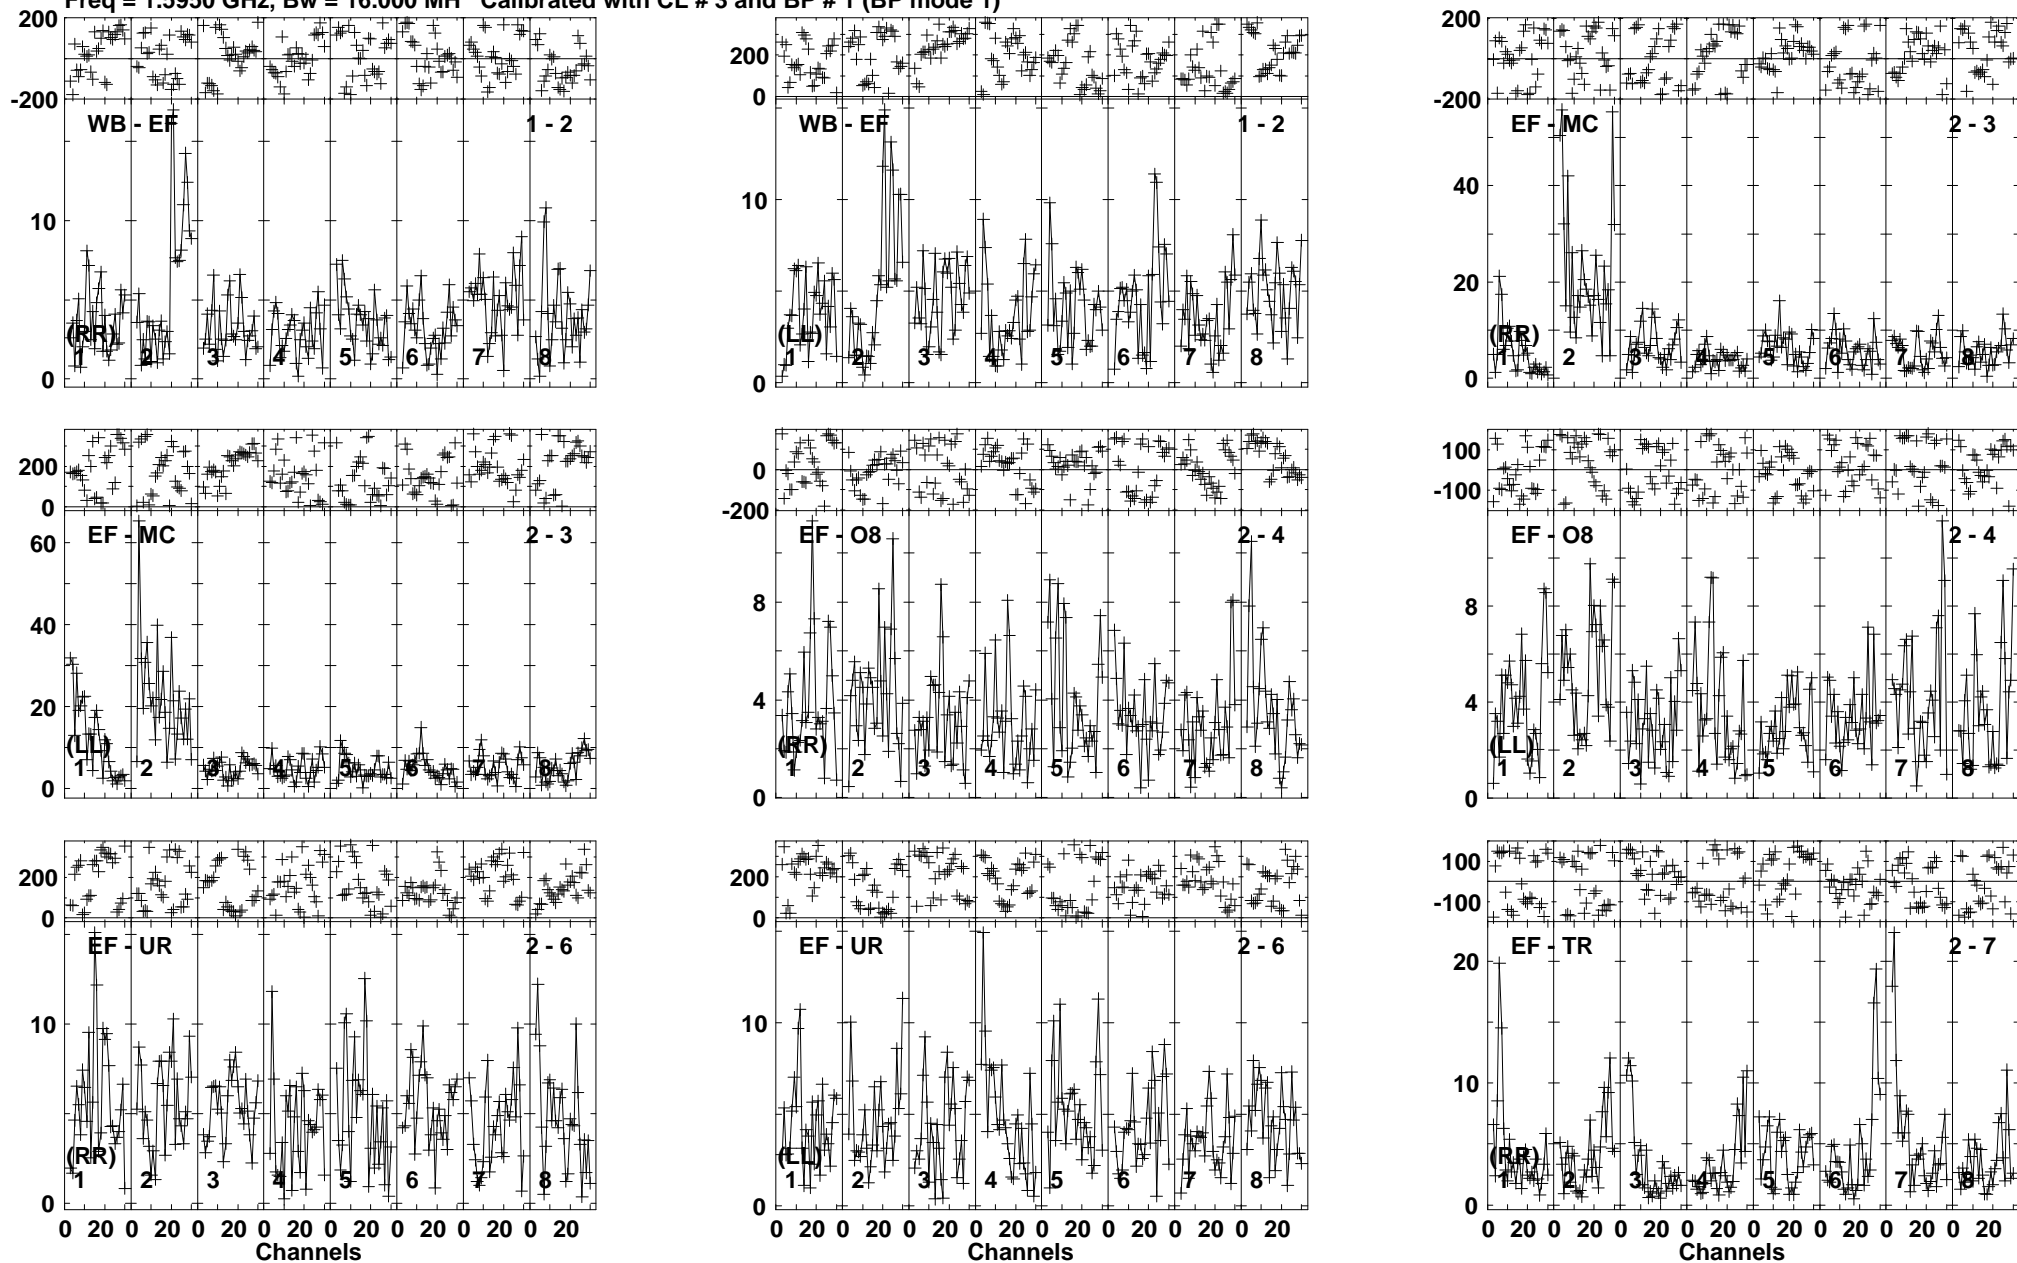 Freq = 1.5950 GHz, Bw = 16.000 MH Calibrated with CL # 3 and BP # 1 (BP mode 1)
200 200 200
-200 0 -200
WB - EF 1 - 2 WB - EF 1 - 2 EF - MC 2 - 3
10 10 40
20
(RR) (LL) (RR)
1 2 3 4 5 6 7 8 1 2 3 4 5 6 7 8 1 2 3 4 5 6 7 8
0 0 0
200 0 100
0 -200 -100
EF - MC 2 - 3 EF - O8 2 - 4 EF - O8 2 - 4
60 8 8
40
20 4 4
(LL) (RR) (LL)
1 2 3 4 5 6 7 8 1 2 3 4 5 6 7 8 1 2 3 4 5 6 7 8
0 0 0
200 200 100
0 0 -100
EF - UR 2 - 6 EF - UR 2 - 6 EF - TR 2 - 7
10 10 20
10
(RR) (LL) (RR)
1 2 3 4 5 6 7 8 1 2 3 4 5 6 7 8 1 2 3 4 5 6 7 8
0 0 0
0 20 0 20 0 20 0 20 0 20 0 20 0 20 0 20 0 20 0 20 0 20 0 20 0 20 0 20 0 20 0 20 0 20 0 20 0 20 0 20 0 20 0 20 0 20 0 20
Channels Channels